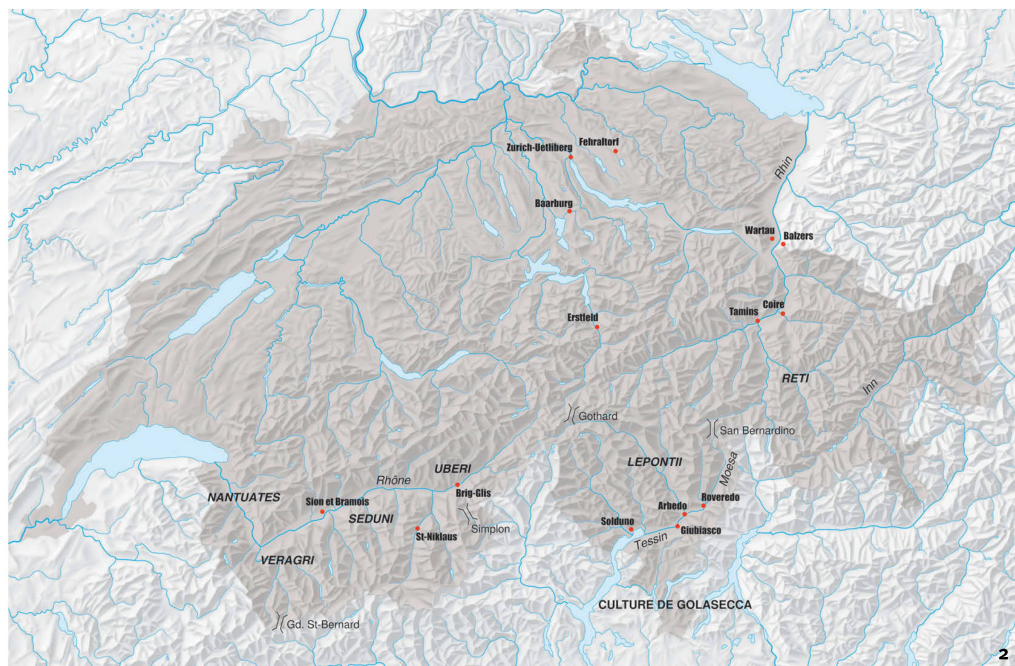 Fehraltorf
Zurich-Uetliberg
Rhin
Baarburg
Wartau
Balzers
Coire
Tamins
Erstfeld
RETI
Inn
Gothard
San Bernardino
LEPONTII
UBERI
Moesa
Rhône
Brig-Glis
NANTUATES
Sion et Bramois
Roveredo
Arbedo
SEDUNI
Simplon
Solduno
Giubiasco
St-Niklaus
Tessin
VERAGRI
CULTURE DE GOLASECCA
Gd. St-Bernard
2